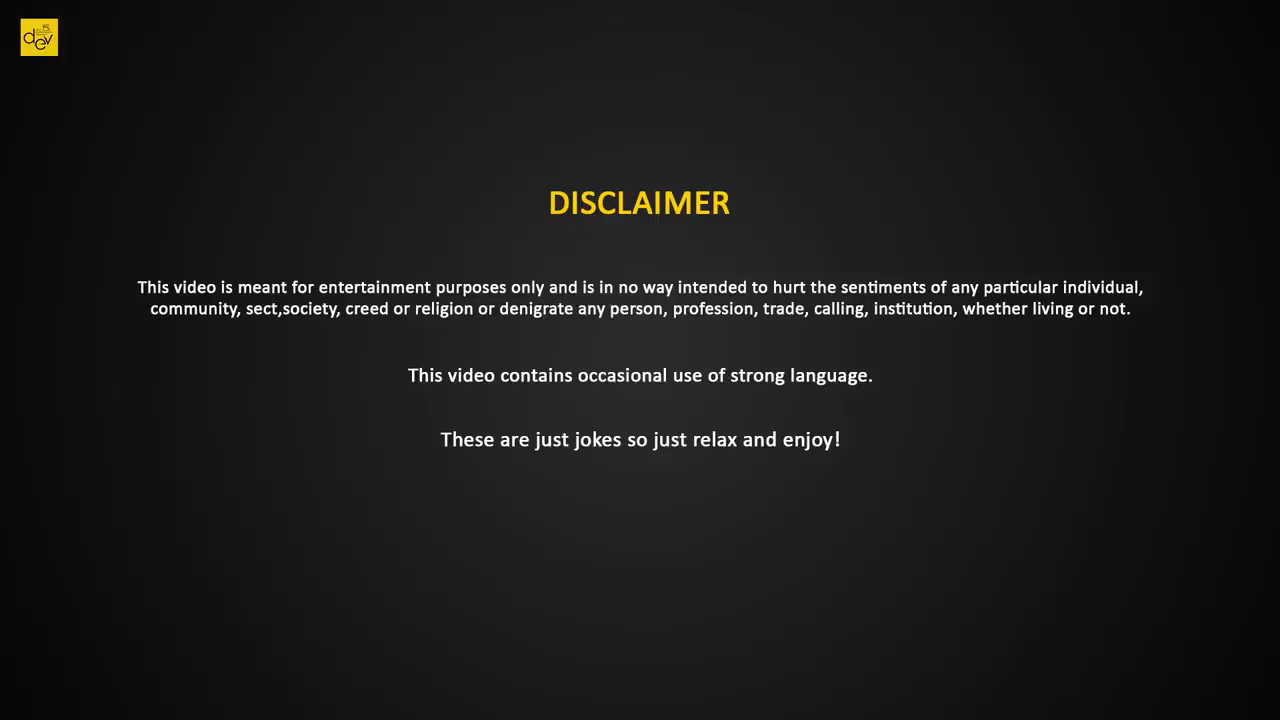 dev
DISCLAIMER
This video is meant for entertainment purposes only and is in no way intended to hurt the sentiments of any particular individual,
community, sect,society, creed or religion or denigrate any person, profession, trade, calling, institution, whether living or not.
This video contains occasional use of strong language.
These are just jokes so just relax and enjoy!